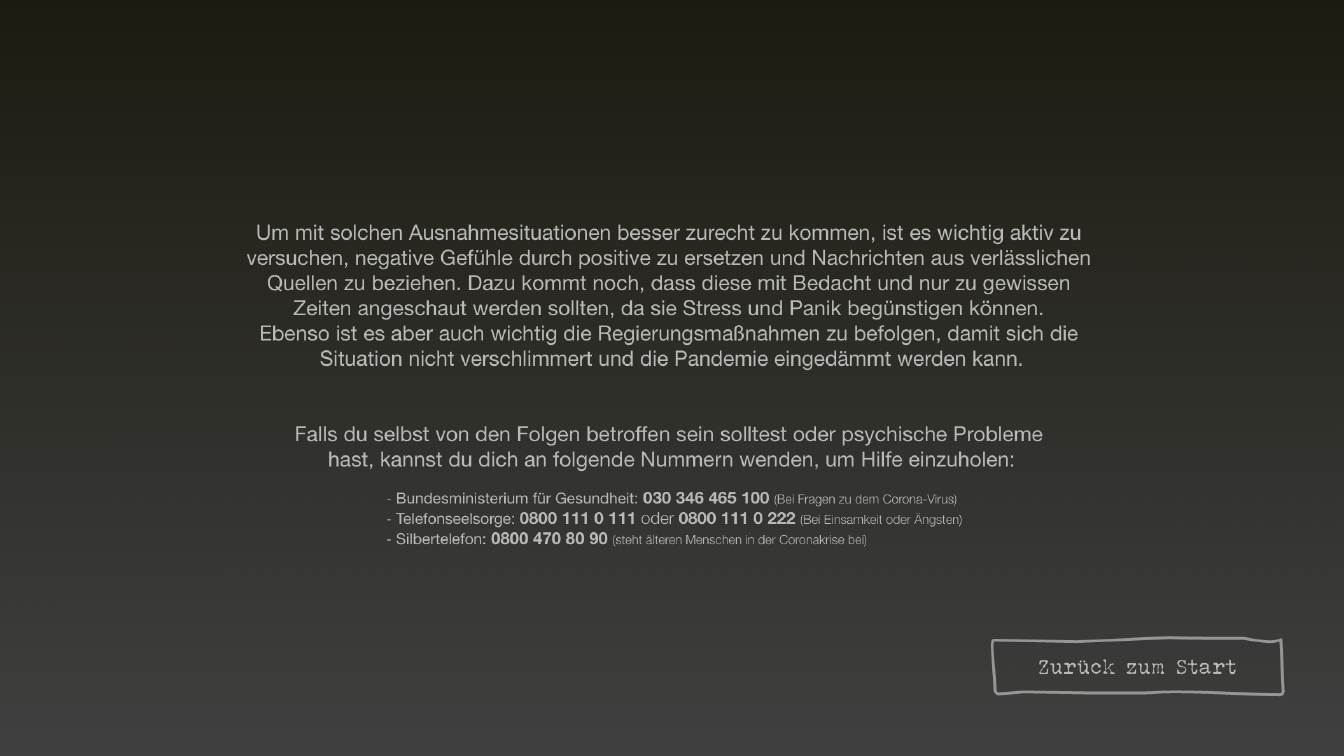 Um mit solchen Ausnahmesituationen besser zurecht zu kommen, ist es wichtig aktiv zu
versuchen, negative Gefühle durch positive zu ersetzen und Nachrichten aus verlässlichen
Quellen zu beziehen. Dazu kommt noch, dass diese mit Bedacht und nur zu gewissen
Zeiten angeschaut werden sollten, da sie Stress und Panik begünstigen können.
Ebenso ist es aber auch wichtig die Regierungsmaßnahmen zu befolgen, damit sich die
Situation nicht verschlimmert und die Pandemie eingedämmt werden kann.
Falls du selbst von den Folgen betroffen sein solltest oder psychische Probleme
hast, kannst du dich an folgende Nummern wenden, um Hilfe einzuholen:
- Bundesministerium für Gesundheit: 030 346 465 100 (Bei Fragen zu dem Corona-Virus)
- Telefonseelsorge: 0800 111 0 111 oder 0800 111 0 222 (Bei Einsamkeit oder Ängsten)
- Silbertelefon: 0800 470 80 90 (steht älteren Menschen in der Coronakrise bei)
Zurück zum Start